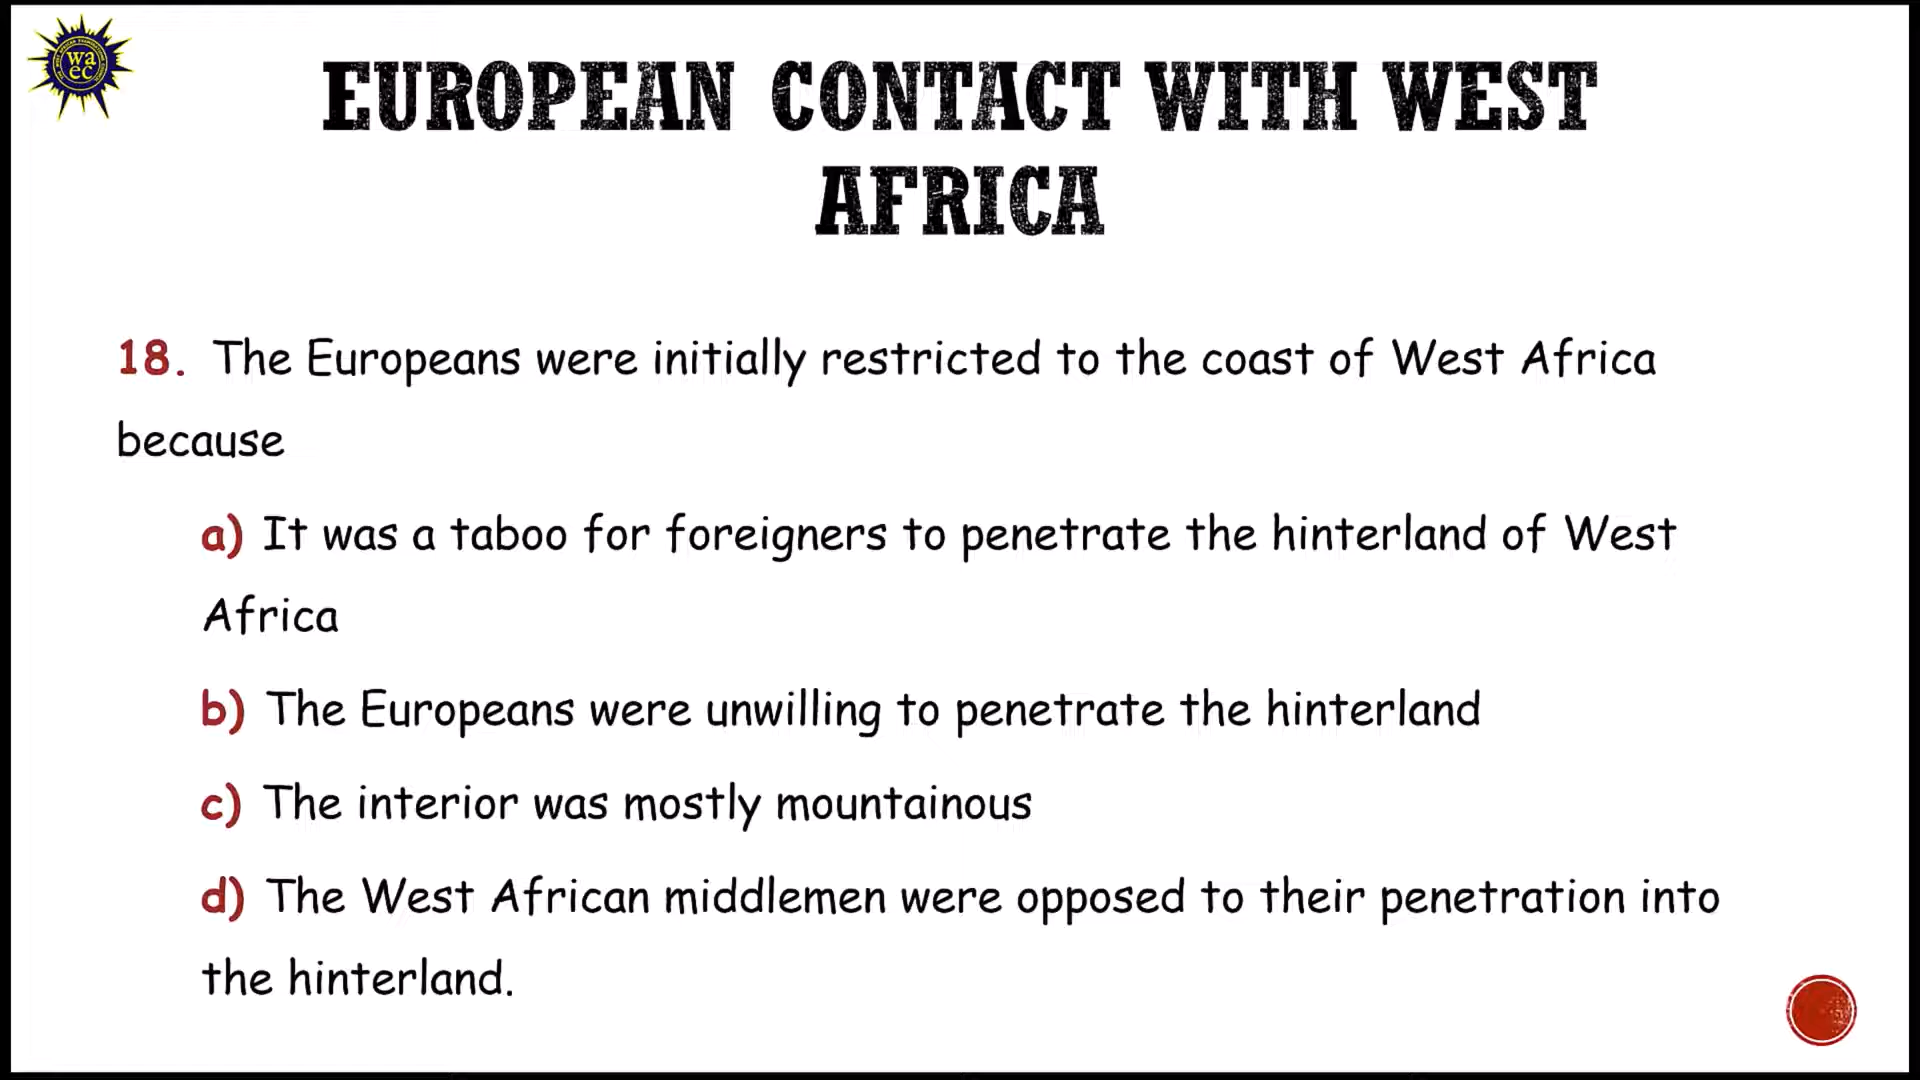 wa
ec
EUROPEAN CONTACT WITH WEST
AFRICA
18. The Europeans were initially restricted to the coast of West Africa
because
a) It was a taboo for foreigners to penetrate the hinterland of West
Africa
b) The Europeans were unwilling to penetrate the hinterland
c) The interior was mostly mountainous
d) The West African middlemen were opposed to their penetration into
the hinterland.